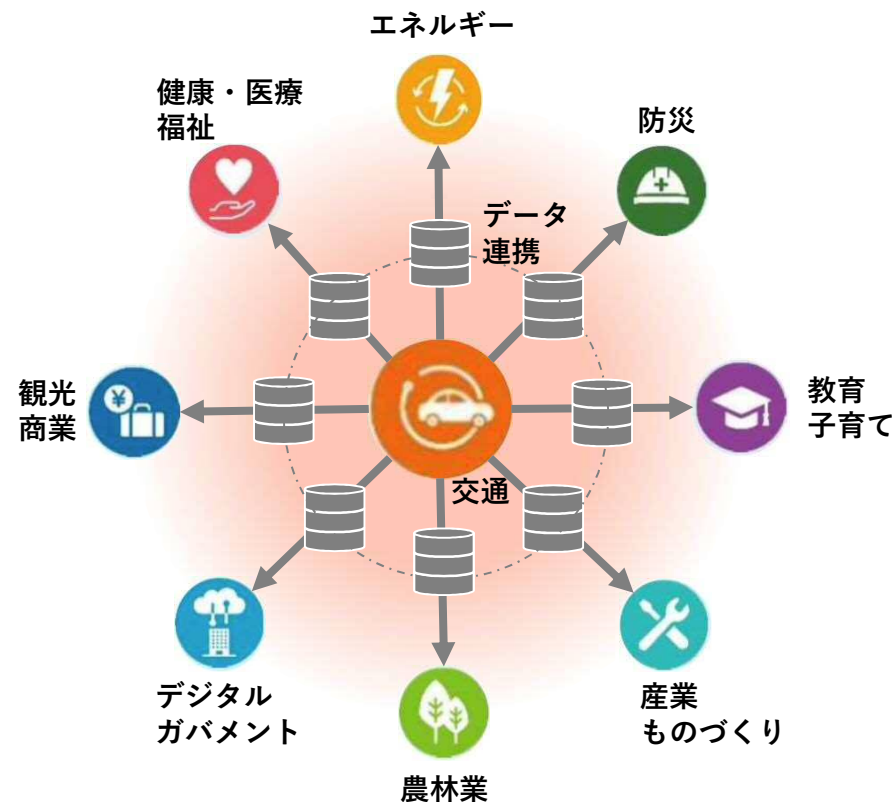 エネルギー
健康・医療
福祉
防災
データ
連携
観光
商業
¥
教育
子育て
交通
デジタル
ガバメント
産業
ものづくり
農林業